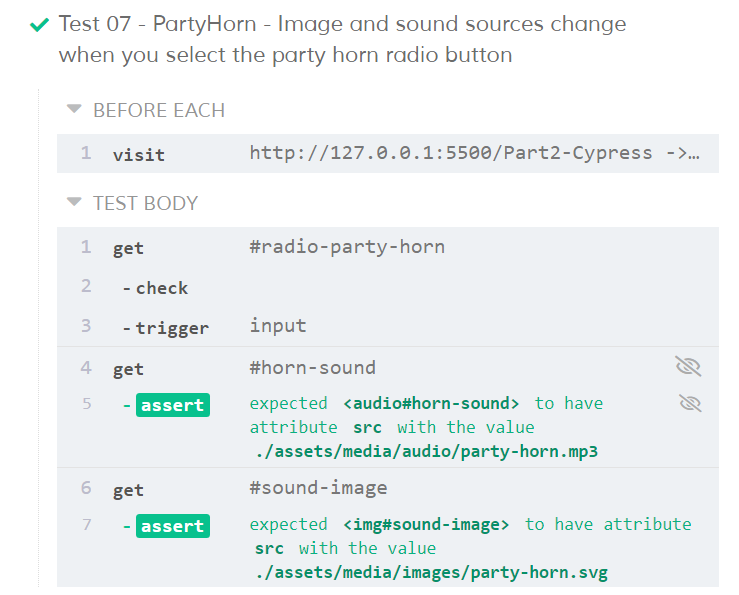 Test 07 - PartyHorn - Image and sound sources change
when you select the party horn radio button
BEFORE EACH
1 visit http://127.0.0.1:5500/Part2-Cypress ->…
TEST BODY
1 get #radio-party-horn
2 - check
3 - trigger input
4 get #horn-sound
5 - assert expected <audio#horn-sound> to have
attribute src with the value
./assets/media/audio/party-horn.mp3
6 get #sound-image
7 - assert expected <img#sound-image> to have attribute
src with the value
./assets/media/images/party-horn.svg